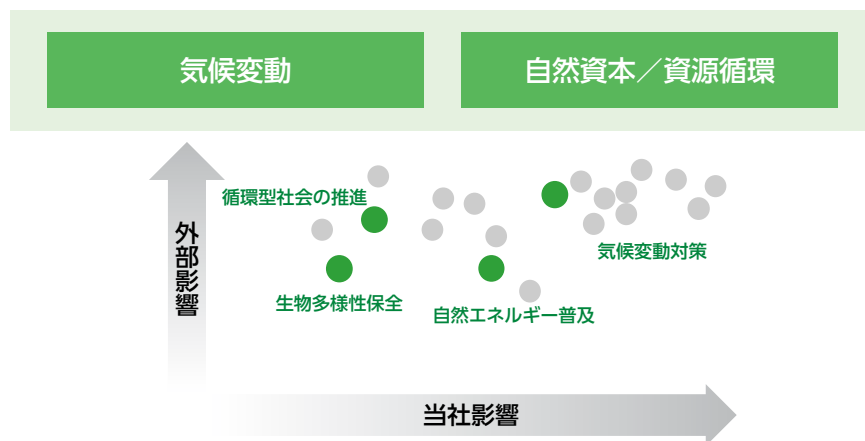 気候変動
自然資本／資源循環
循環型社会の推進
外部影響
気候変動対策
生物多様性保全
自然エネルギー普及
当社影響